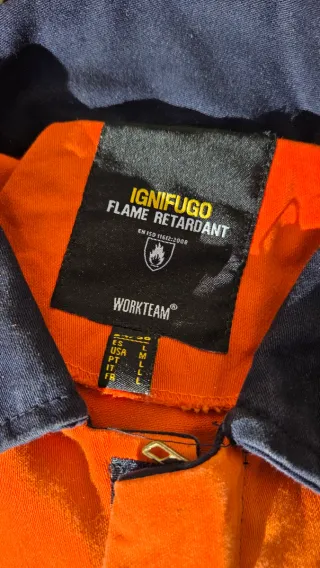 IGNIFUGO
FLAME RETARDANT
EN ISO 11612:2008
WORKTEAM®
ES L
USA M
PT L
IT L
FR L